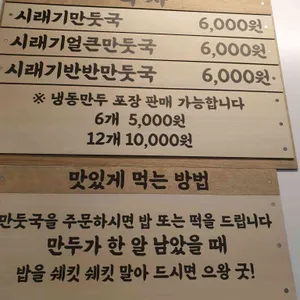 시래기만둣국 6,000원
시래기얼큰만둣국 6,000원
시래기반반만둣국 6,000원
※ 냉동만두 포장 판매 가능합니다
6개 5,000원
12개 10,000원
맛있게 먹는 방법
만둣국을 주문하시면 밥 또는 떡을 드립니다
만두가 한 알 남았을 때
밥을 쉐킷 쉐킷 말아 드시면 으왕 굿!